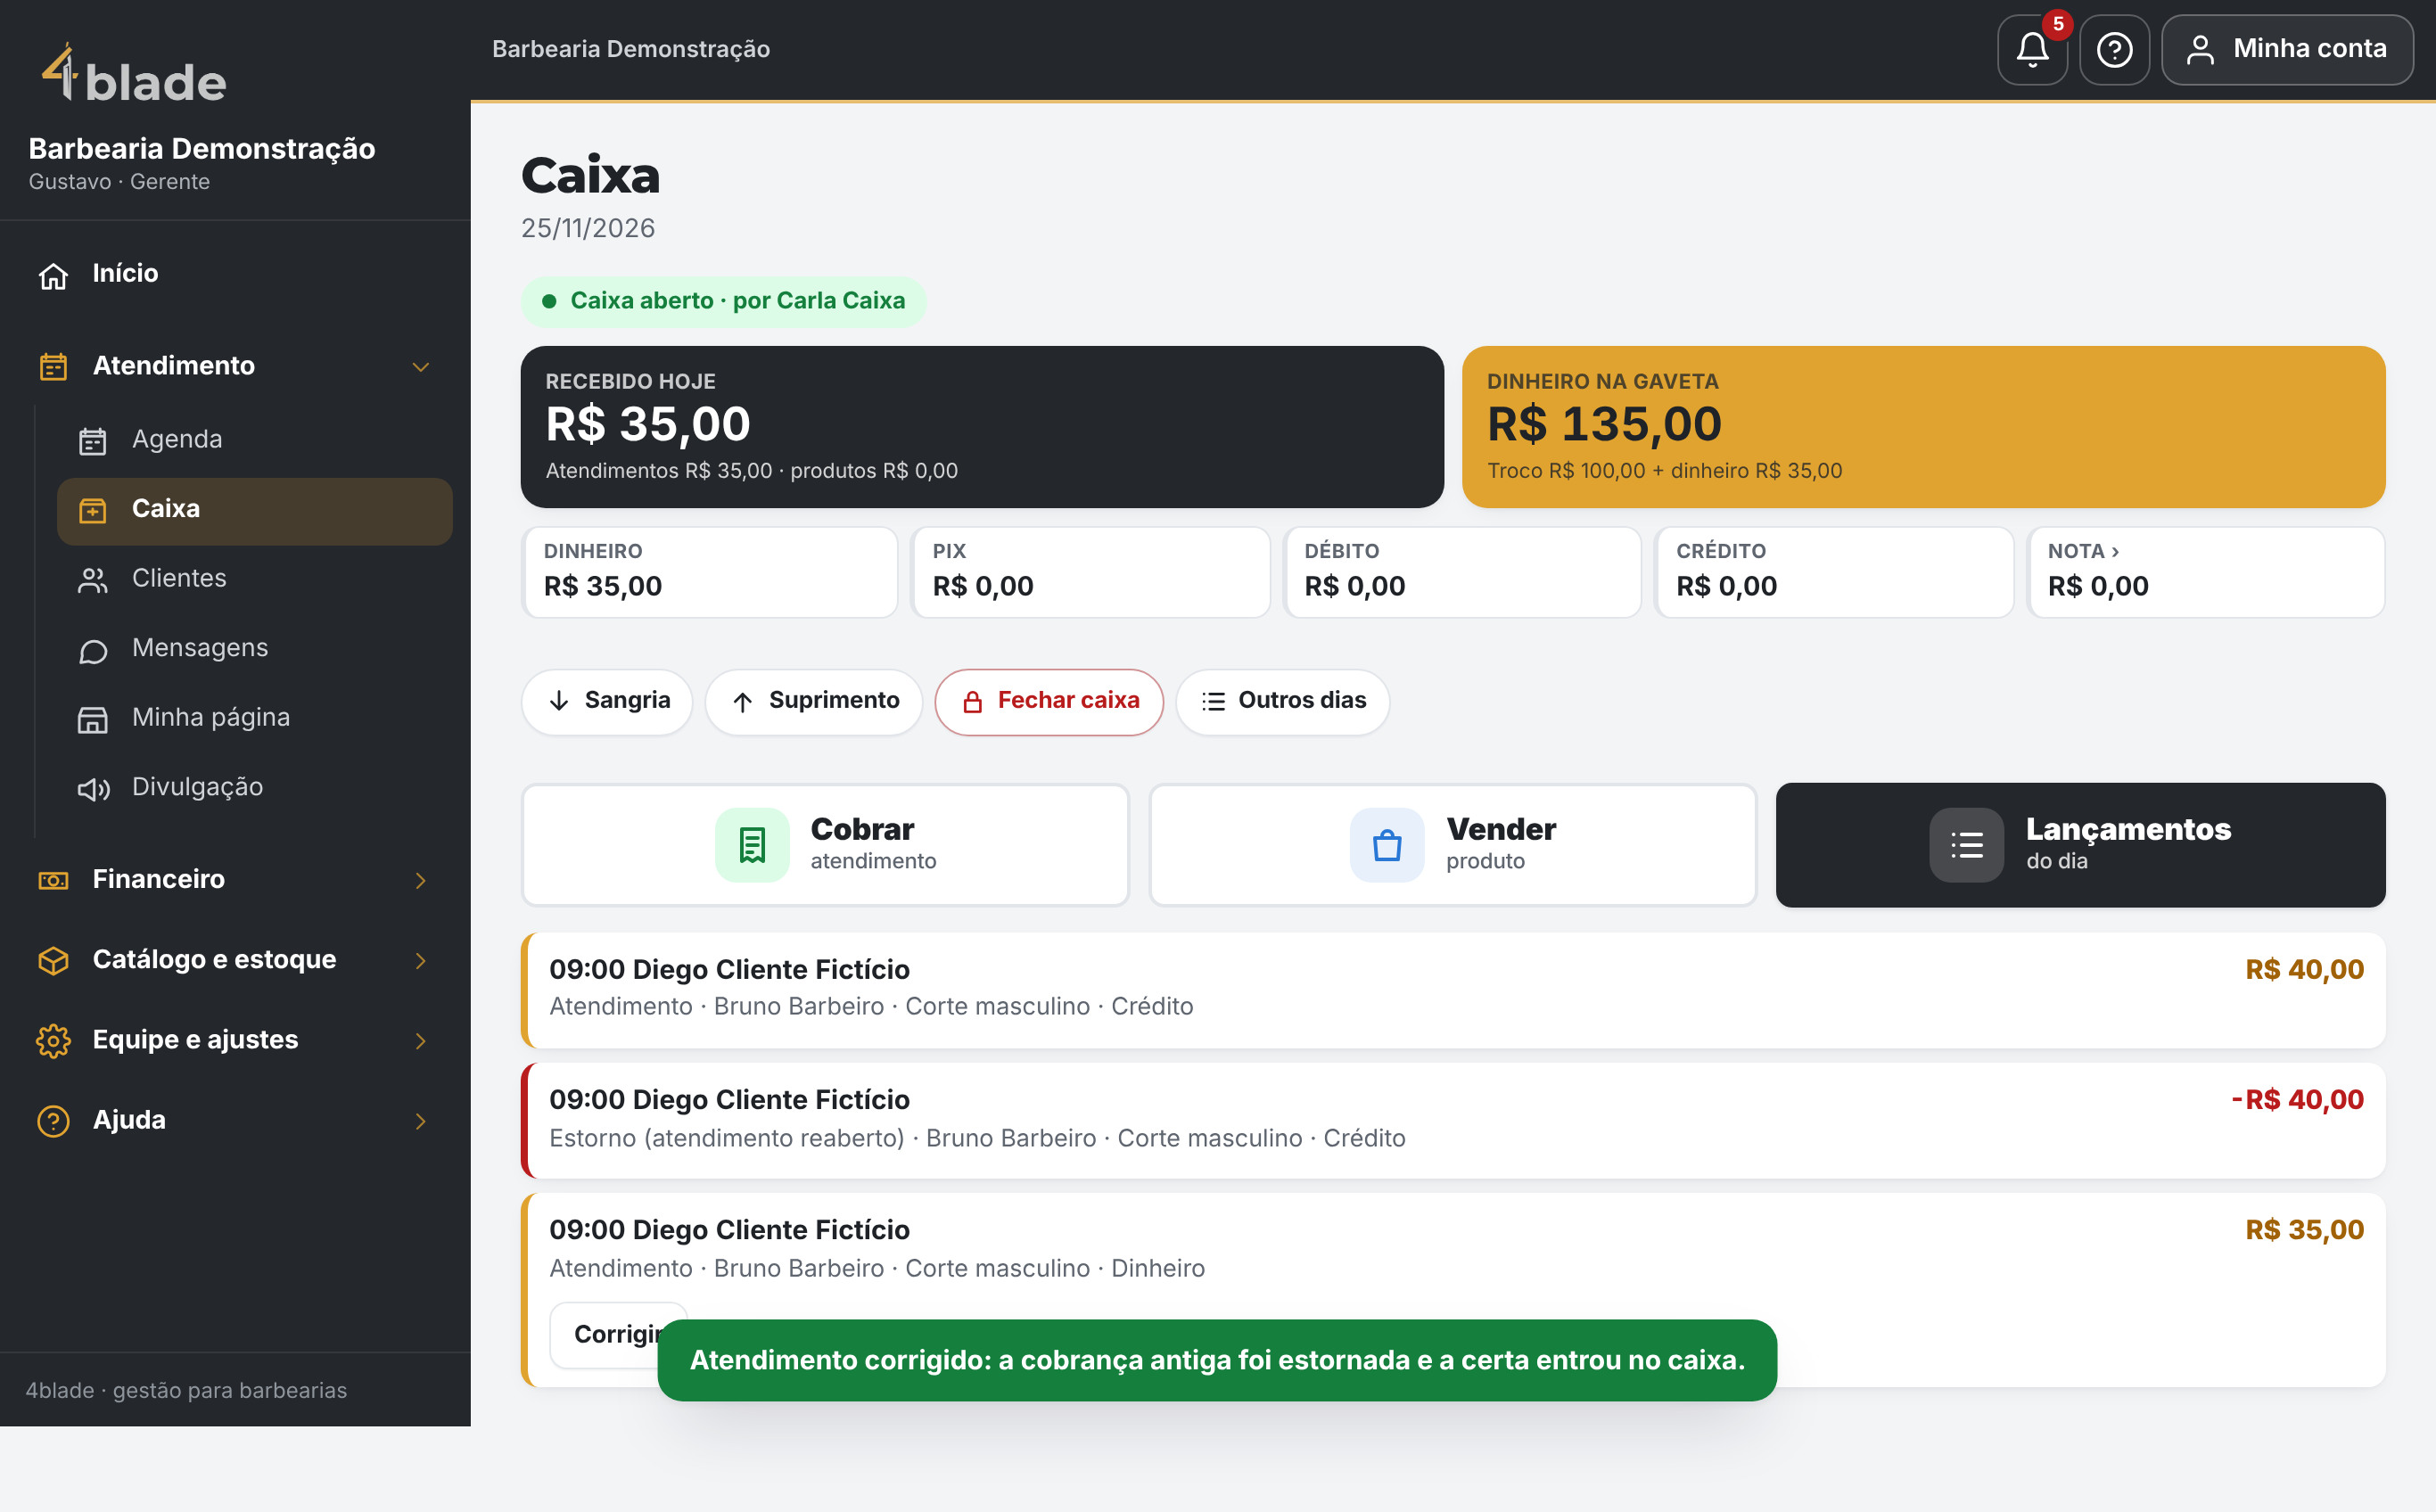 4blade
Barbearia Demonstração
Gustavo · Gerente
Início
Atendimento
Agenda
Caixa
Clientes
Mensagens
Minha página
Divulgação
Financeiro
Catálogo e estoque
Equipe e ajustes
Ajuda
4blade · gestão para barbearias
Barbearia Demonstração
5
Minha conta
Caixa
25/11/2026
Caixa aberto · por Carla Caixa
RECEBIDO HOJE
R$ 35,00
Atendimentos R$ 35,00 · produtos R$ 0,00
DINHEIRO NA GAVETA
R$ 135,00
Troco R$ 100,00 + dinheiro R$ 35,00
DINHEIRO
R$ 35,00
PIX
R$ 0,00
DÉBITO
R$ 0,00
CRÉDITO
R$ 0,00
NOTA ›
R$ 0,00
Sangria
Suprimento
Fechar caixa
Outros dias
Cobrar
atendimento
Vender
produto
Lançamentos
do dia
09:00 Diego Cliente Fictício
R$ 40,00
Atendimento · Bruno Barbeiro · Corte masculino · Crédito
09:00 Diego Cliente Fictício
-R$ 40,00
Estorno (atendimento reaberto) · Bruno Barbeiro · Corte masculino · Crédito
09:00 Diego Cliente Fictício
R$ 35,00
Atendimento · Bruno Barbeiro · Corte masculino · Dinheiro
Corrigir
Atendimento corrigido: a cobrança antiga foi estornada e a certa entrou no caixa.